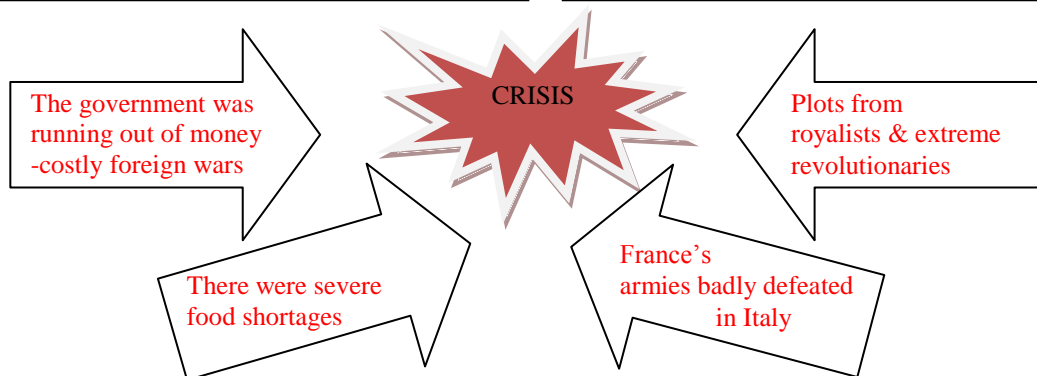 CRISIS
The government was
running out of money
-costly foreign wars
Plots from
royalists & extreme
revolutionaries
There were severe
food shortages
France’s
armies badly defeated
in Italy